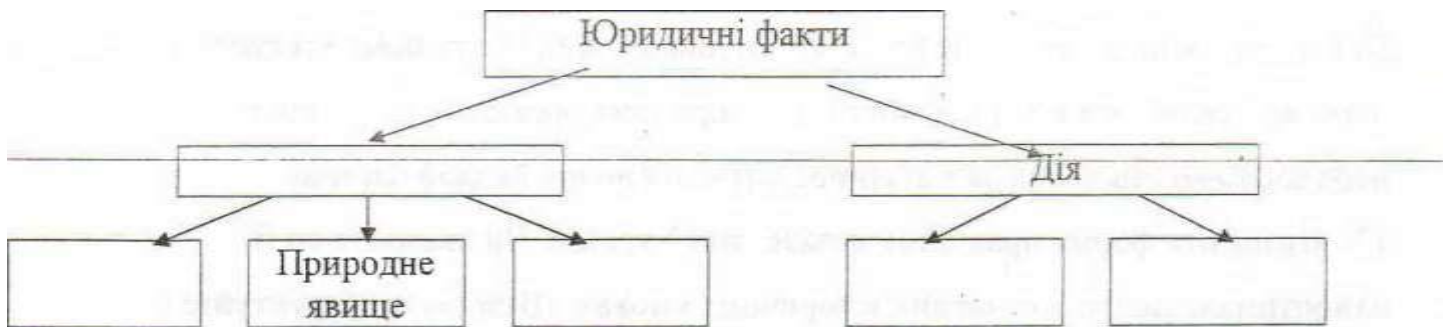 Юридичні факти
Дія
Природне
явище